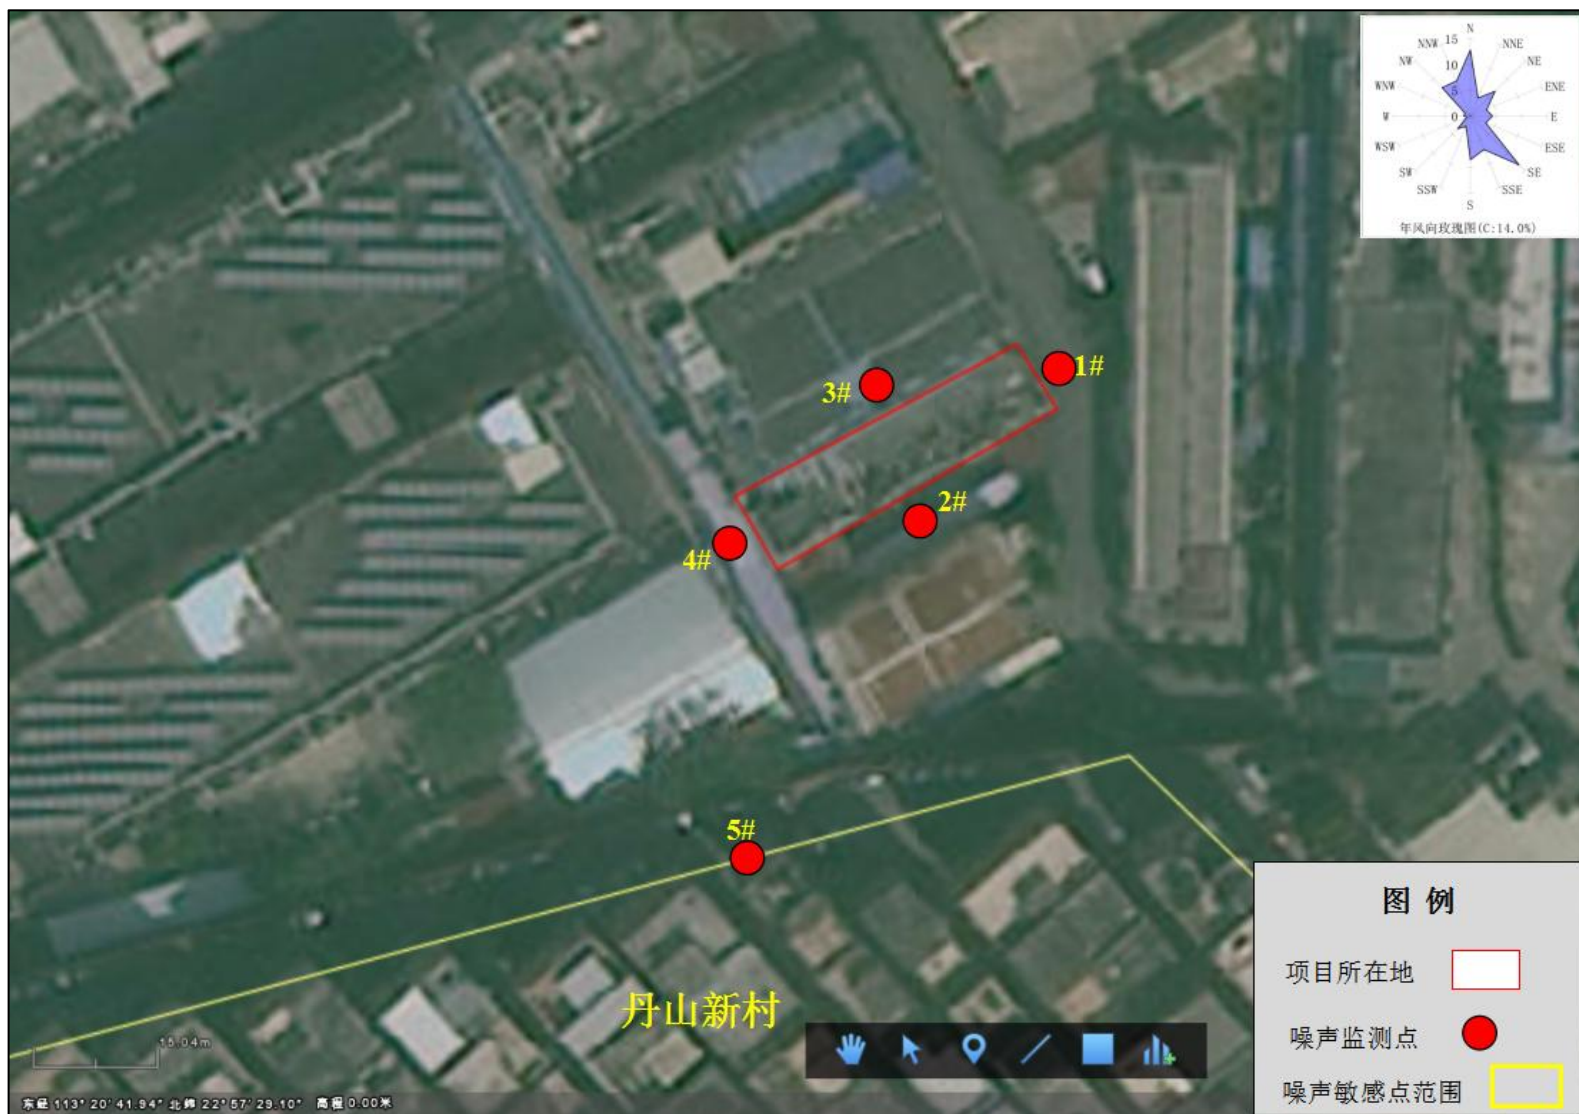 N
NNW
15
NNE
NW
10
NE
WNW
5
ENE
W
0
E
WSW
ESE
SW
SE
SSW
SSE
S
年风向玫瑰图(C:14.0%)
1#
3#
2#
4#
5#
丹山新村
图 例
项目所在地
噪声监测点
噪声敏感点范围
15.04m
东经 113° 20' 41.94" 北纬 22° 57' 29.10" 高程 0.00米